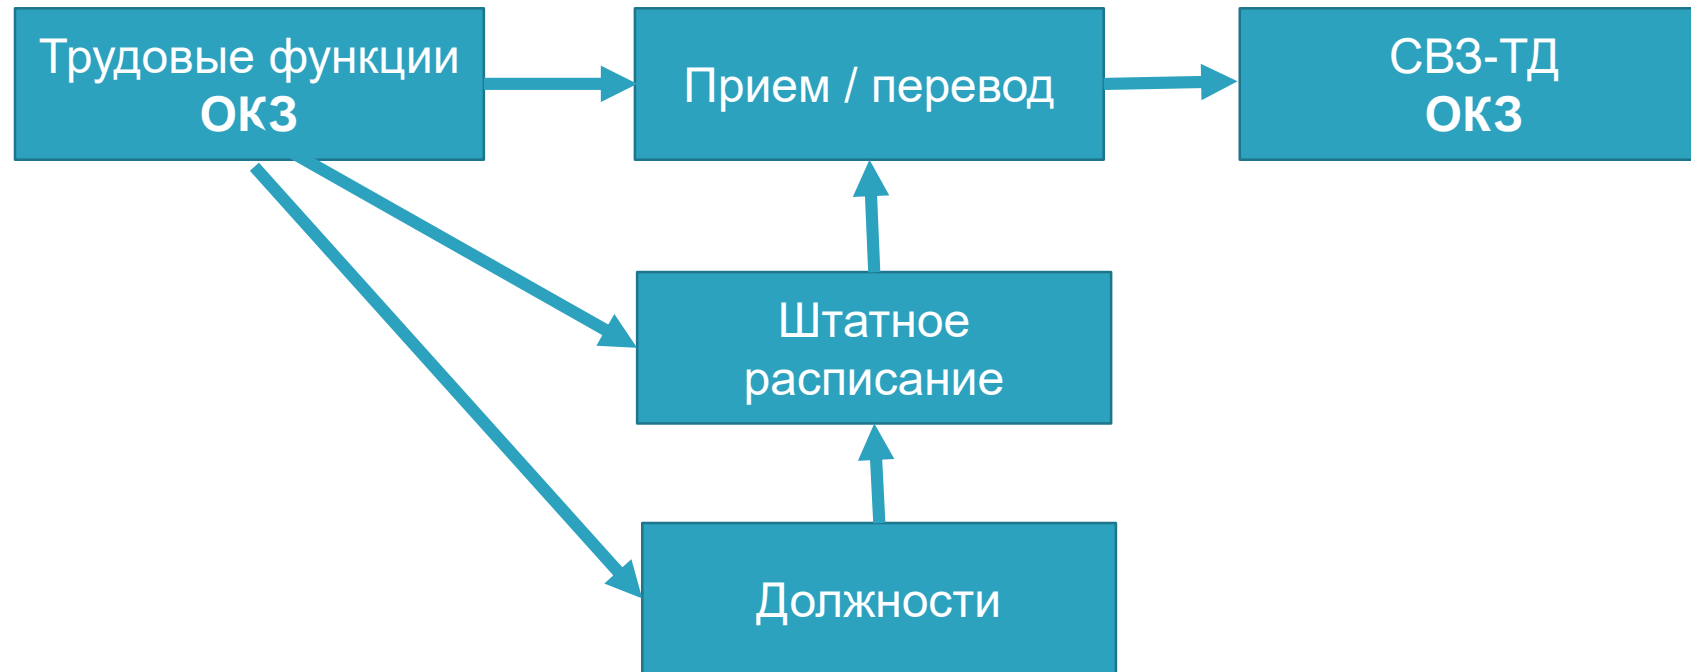 Трудовые функции
ОКЗ
Прием / перевод
СВЗ-ТД
ОКЗ
Штатное
расписание
Должности